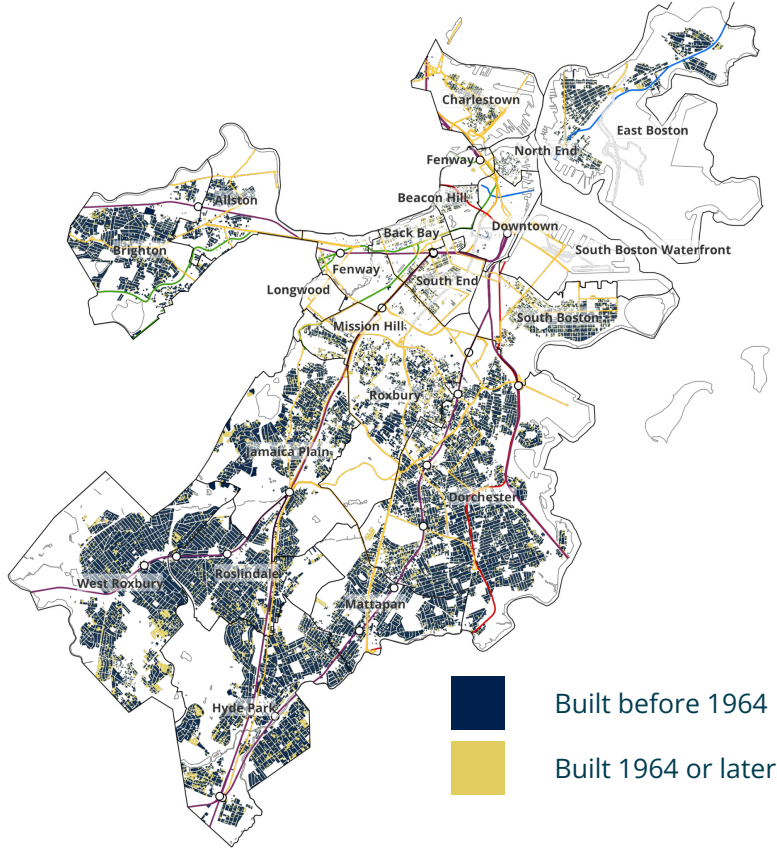 Charlestown
East Boston
North End
Fenway
Allston
Beacon Hill
Back Bay
Downtown
Brighton
South Boston Waterfront
Fenway
South End
Longwood
South Boston
Mission Hill
Roxbury
Jamaica Plain
Dorchester
Roslindale
West Roxbury
Mattapan
Hyde Park
Built before 1964
Built 1964 or later